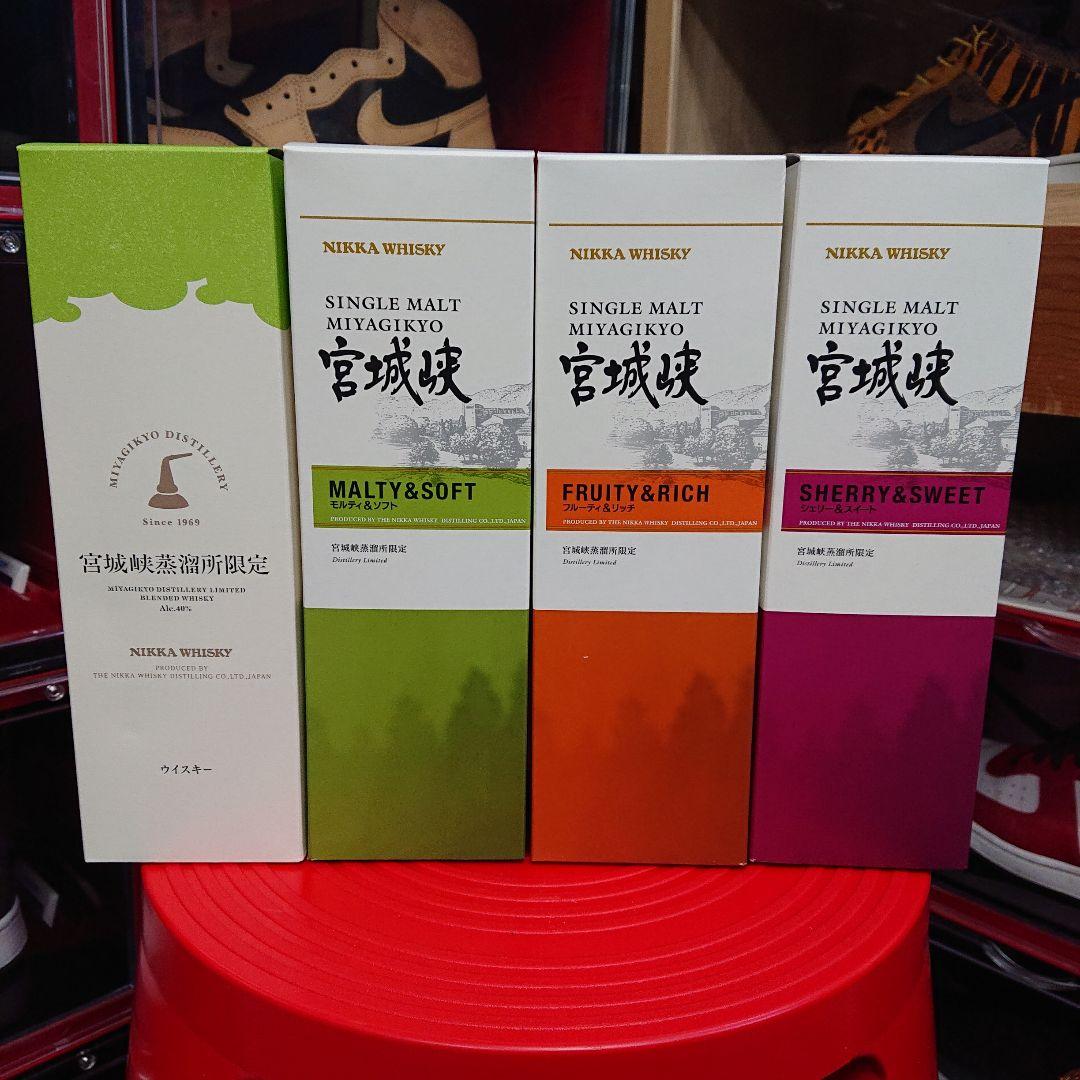 MIYAGIKYO DISTILLERY
Since 1969
宮城峡蒸溜所限定
MIYAGIKYO DISTILLERY LIMITED
BLENDED WHISKY
Alc.40%
NIKKA WHISKY
PRODUCED BY
THE NIKKA WHISKY DISTILLING CO.,LTD.,JAPAN
ウイスキー
NIKKA WHISKY
SINGLE MALT
MIYAGIKYO
宮城峡
MALTY&SOFT
モルティ&ソフト
PRODUCED BY THE NIKKA WHISKY DISTILLING CO.,LTD.,JAPAN
宮城峡蒸溜所限定
Distillery Limited
NIKKA WHISKY
SINGLE MALT
MIYAGIKYO
宮城峡
FRUITY&RICH
フルーティ&リッチ
PRODUCED BY THE NIKKA WHISKY DISTILLING CO.,LTD.,JAPAN
宮城峡蒸溜所限定
Distillery Limited
NIKKA WHISKY
SINGLE MALT
MIYAGIKYO
宮城峡
SHERRY&SWEET
シェリー&スイート
PRODUCED BY THE NIKKA WHISKY DISTILLING CO.,LTD.,JAPAN
宮城峡蒸溜所限定
Distillery Limited